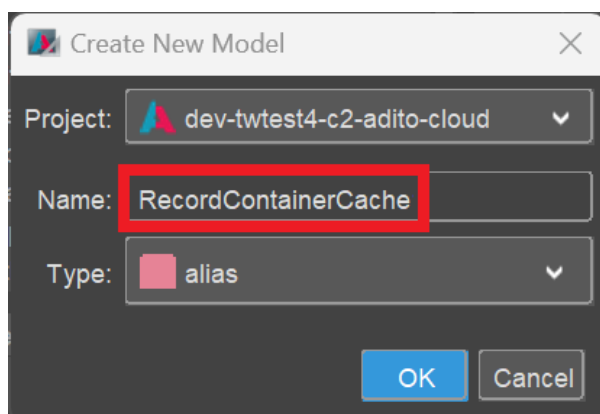 Create New Model
Project: dev-twtest4-c2-adito-cloud
Name: RecordContainerCache
Type: alias
OK Cancel